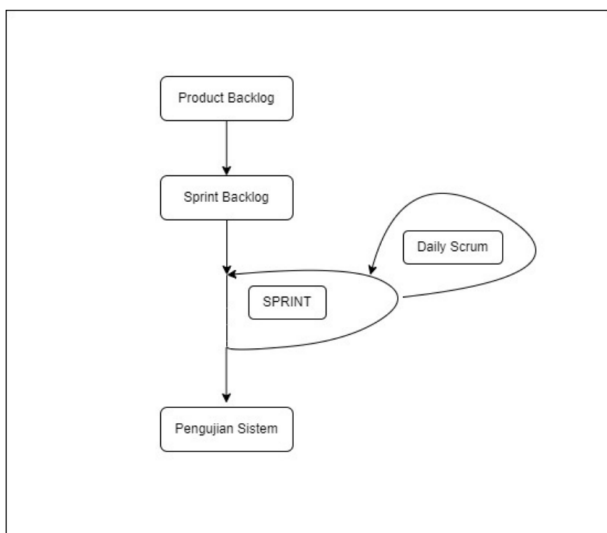 Product Backlog
Sprint Backlog
Daily Scrum
SPRINT
Pengujian Sistem